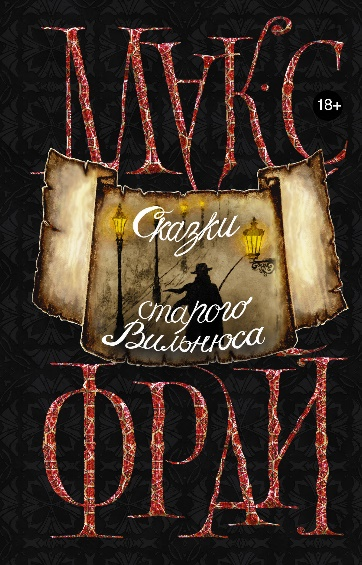 МАКС
18+
Сказки
старого
Вильнюса
ФРАЙ